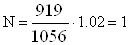 N = 919/1056 · 1.02 = 1